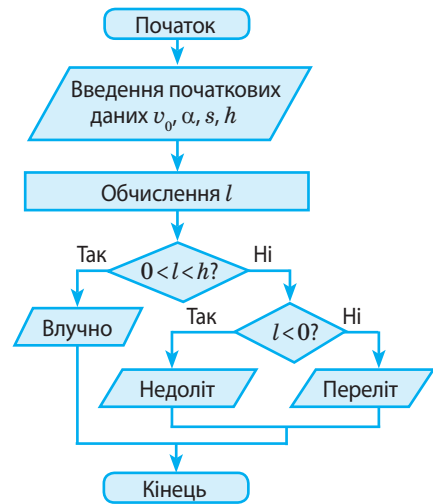 Початок
Введення початкових
даних v₀, α, s, h
Обчислення l
Так
0<l<h?
Ні
Влучно
Так
l<0?
Ні
Недоліт
Переліт
Кінець